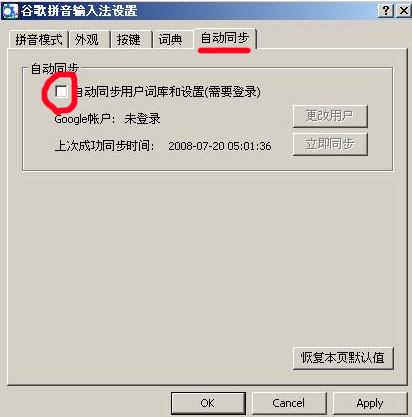 谷歌拼音输入法设置
拼音模式 外观 按键 词典 自动同步
自动同步
自动同步用户词库和设置(需要登录)
Google帐户: 未登录 更改用户
上次成功同步时间: 2008-07-20 05:01:36 立即同步
恢复本页默认值
OK Cancel Apply